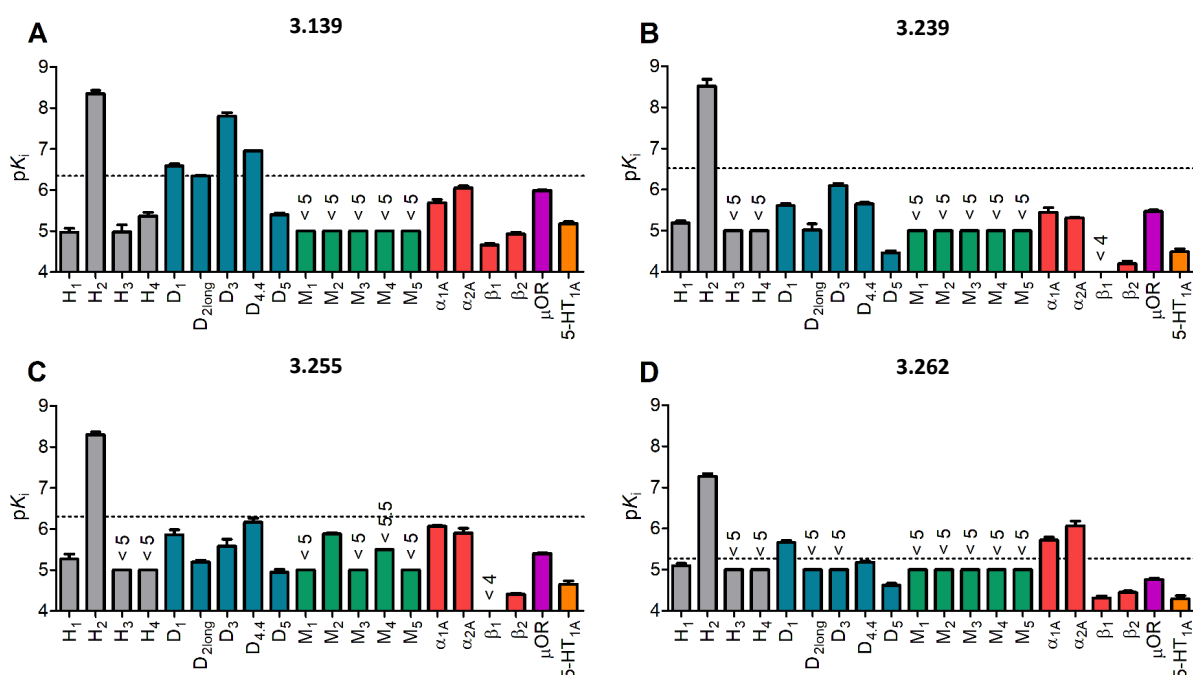 A
3.139
pKi
9
8
7
6
5
4
< 5
< 5
< 5
< 5
< 5
H1
H2
H3
H4
D1
D2long
D3
D4.4
D5
M1
M2
M3
M4
M5
α1A
α2A
β1
β2
μOR
5-HT1A
B
3.239
pKi
9
8
7
6
5
4
< 5
< 5
< 5
< 5
< 5
< 5
< 5
< 4
H1
H2
H3
H4
D1
D2long
D3
D4.4
D5
M1
M2
M3
M4
M5
α1A
α2A
β1
β2
μOR
5-HT1A
C
3.255
pKi
9
8
7
6
5
4
< 5
< 5
< 5
< 5
< 5.5
< 5
< 4
H1
H2
H3
H4
D1
D2long
D3
D4.4
D5
M1
M2
M3
M4
M5
α1A
α2A
β1
β2
μOR
5-HT1A
D
3.262
pKi
9
8
7
6
5
4
< 5
< 5
< 5
< 5
< 5
< 5
< 5
< 5
< 5
H1
H2
H3
H4
D1
D2long
D3
D4.4
D5
M1
M2
M3
M4
M5
α1A
α2A
β1
β2
μOR
5-HT1A